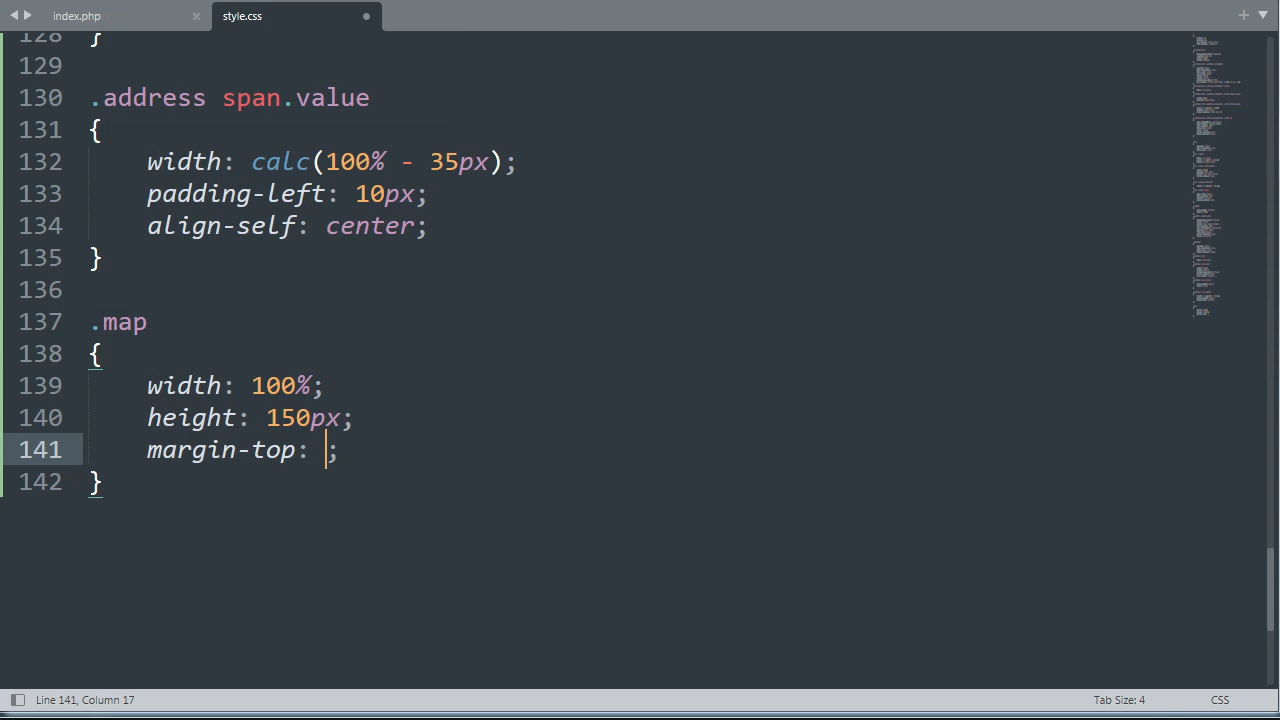 index.php
style.css
128 }
129
130 .address span.value
131 {
132 width: calc(100% - 35px);
133 padding-left: 10px;
134 align-self: center;
135 }
136
137 .map
138 {
139 width: 100%;
140 height: 150px;
141 margin-top: ;
142 }
Line 141, Column 17
Tab Size: 4
CSS